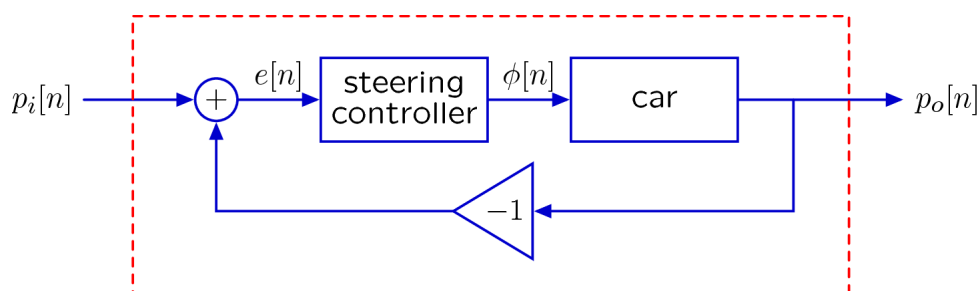 p_i[n]
+
e[n]
steering
controller
ϕ[n]
car
p_o[n]
−1